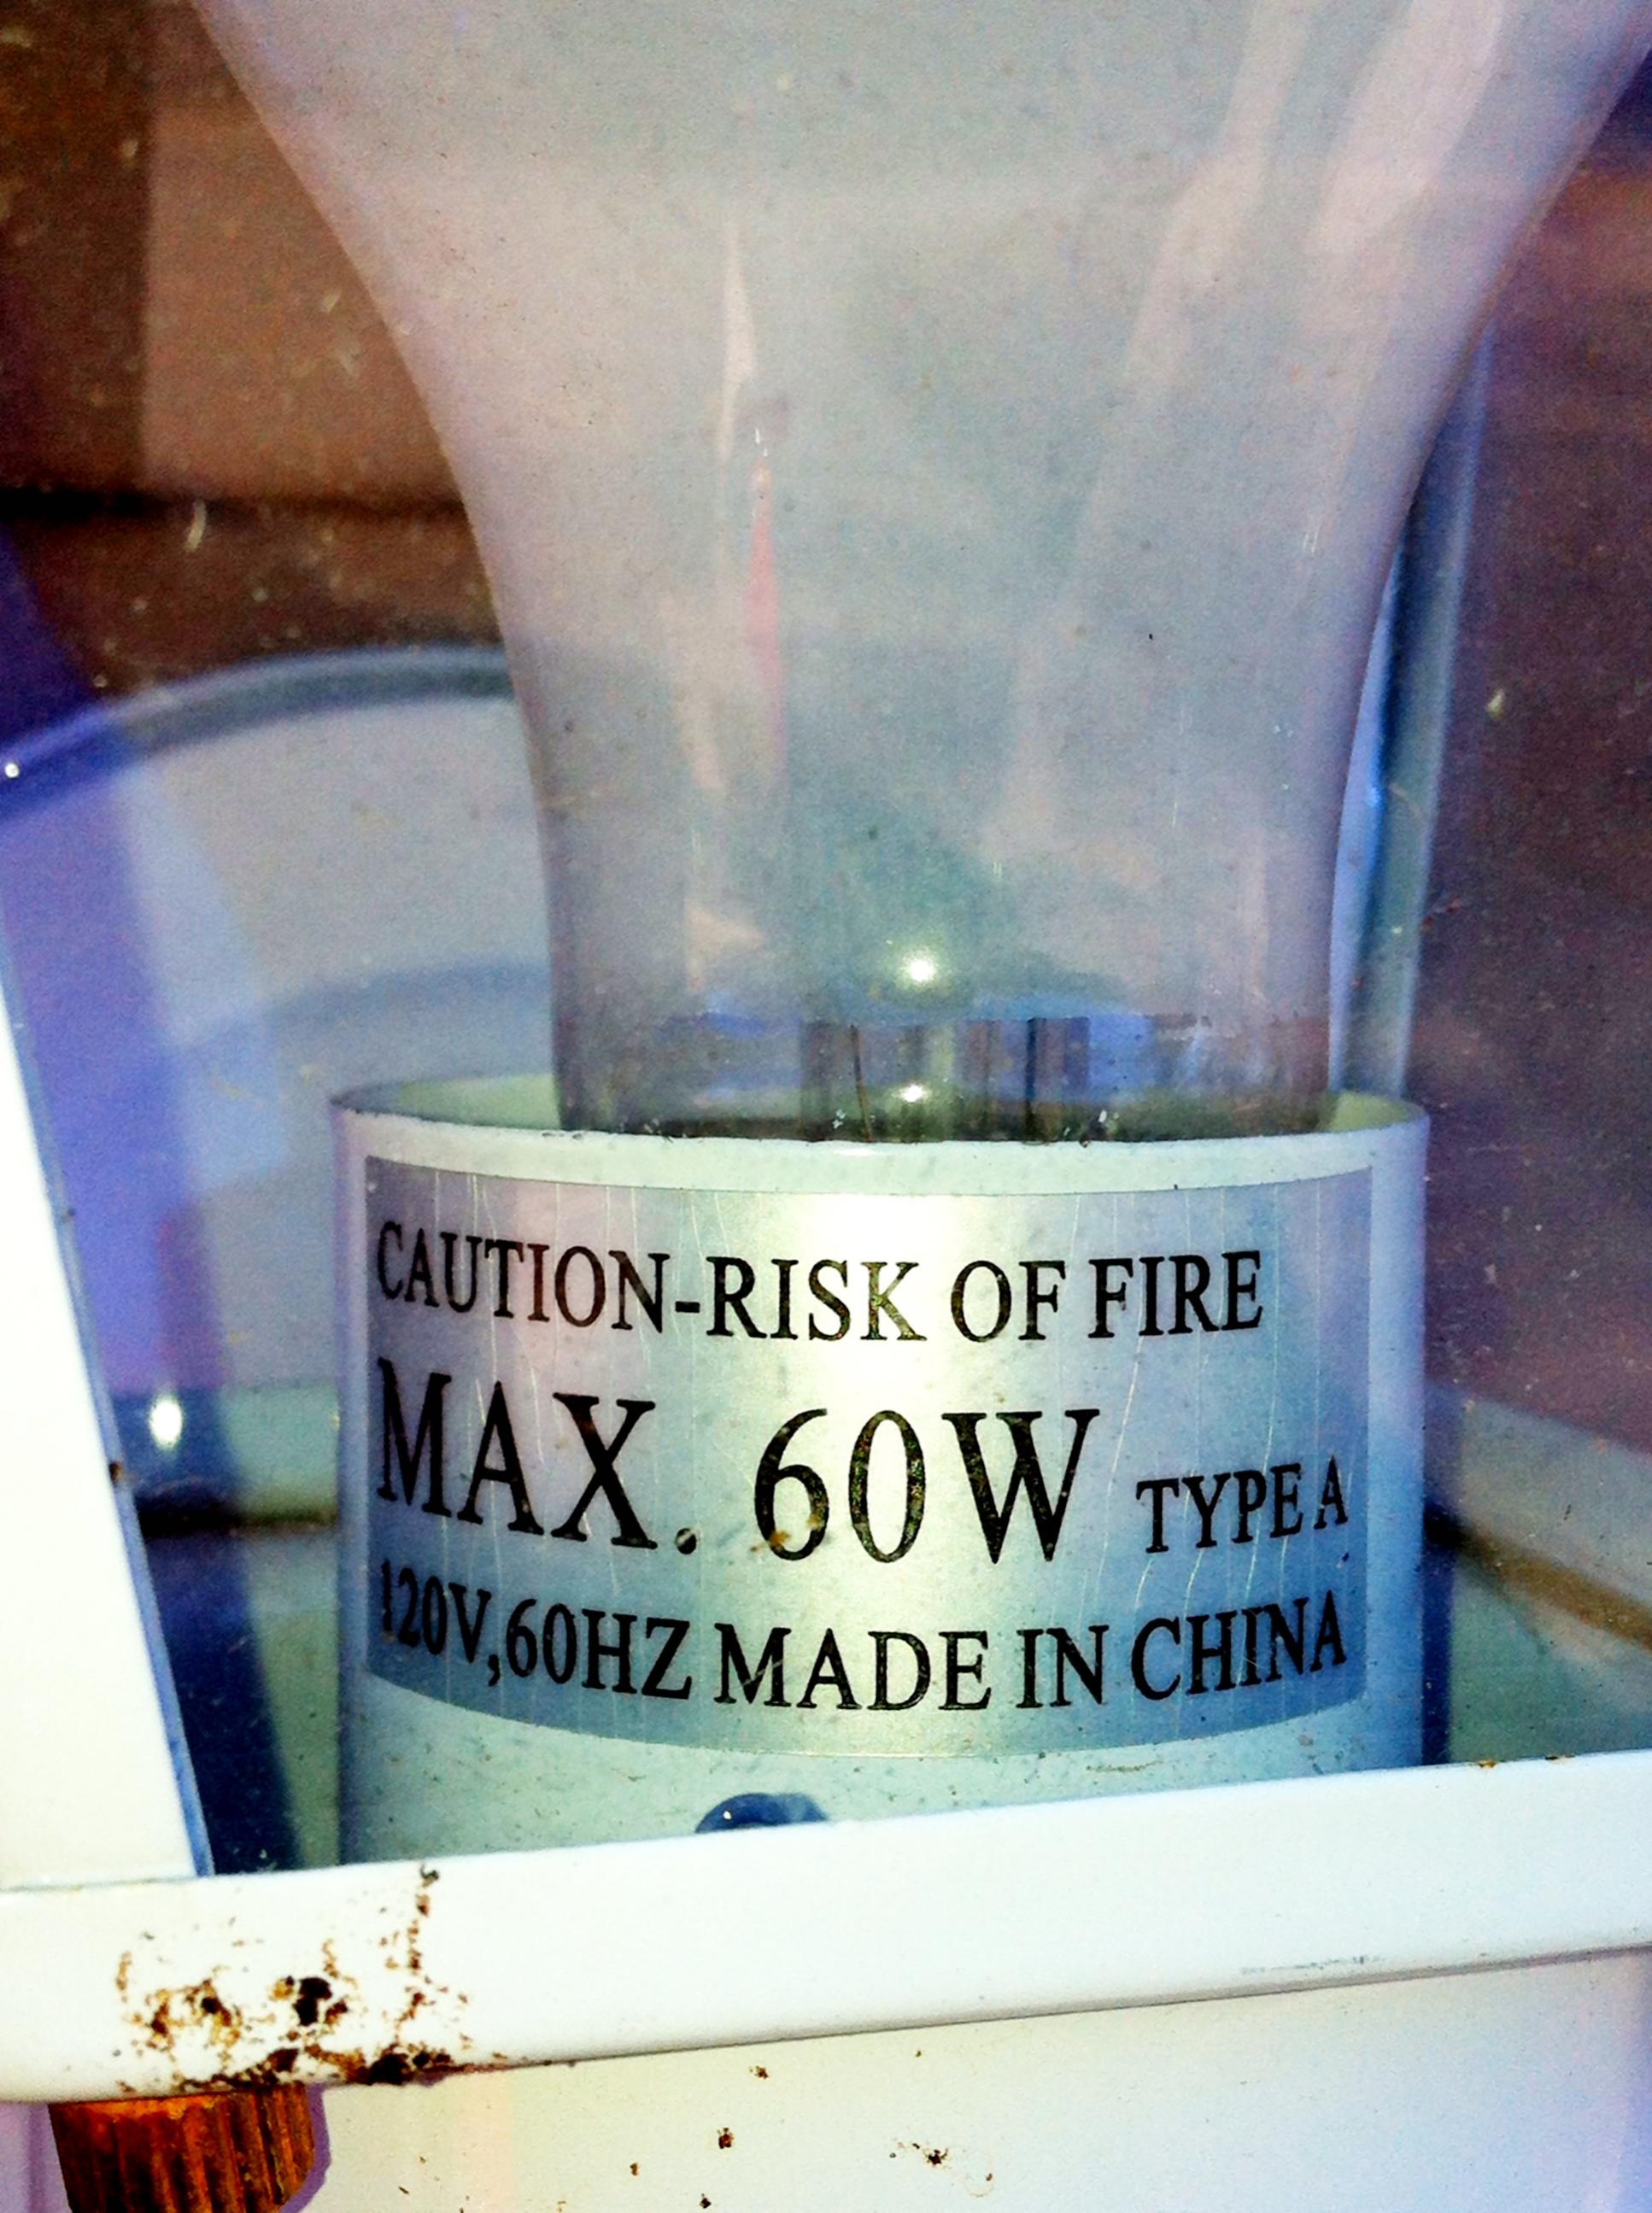 CAUTION-RISK OF FIRE
MAX. 60W TYPE A
120V,60HZ MADE IN CHINA